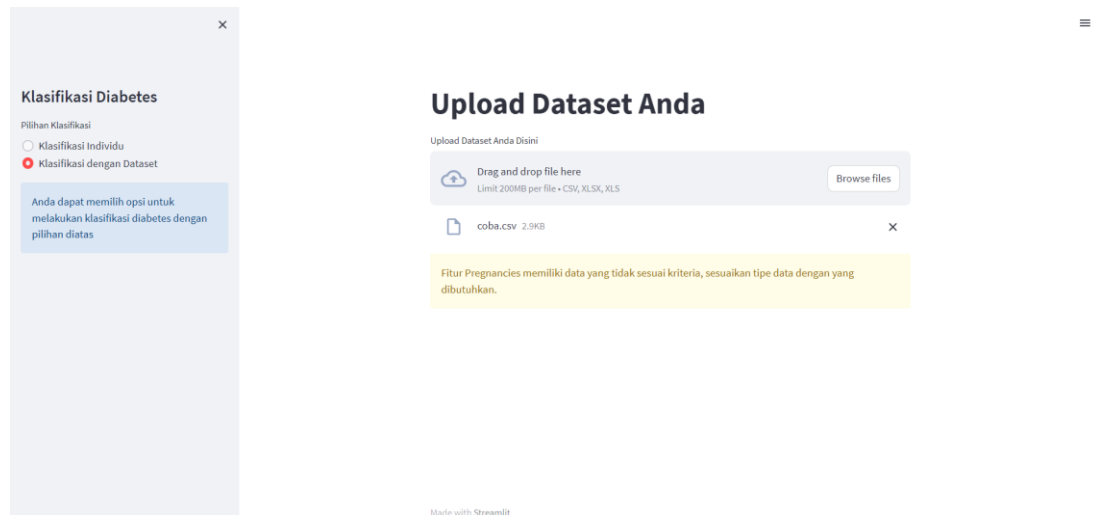 Klasifikasi Diabetes
Pilihan Klasifikasi
Klasifikasi Individu
Klasifikasi dengan Dataset
Anda dapat memilih opsi untuk
melakukan klasifikasi diabetes dengan
pilihan diatas
Upload Dataset Anda
Upload Dataset Anda Disini
Drag and drop file here
Limit 200MB per file • CSV, XLSX, XLS
Browse files
coba.csv 2.9KB
Fitur Pregnancies memiliki data yang tidak sesuai kriteria, sesuaikan tipe data dengan yang
dibutuhkan.
Made with Streamlit